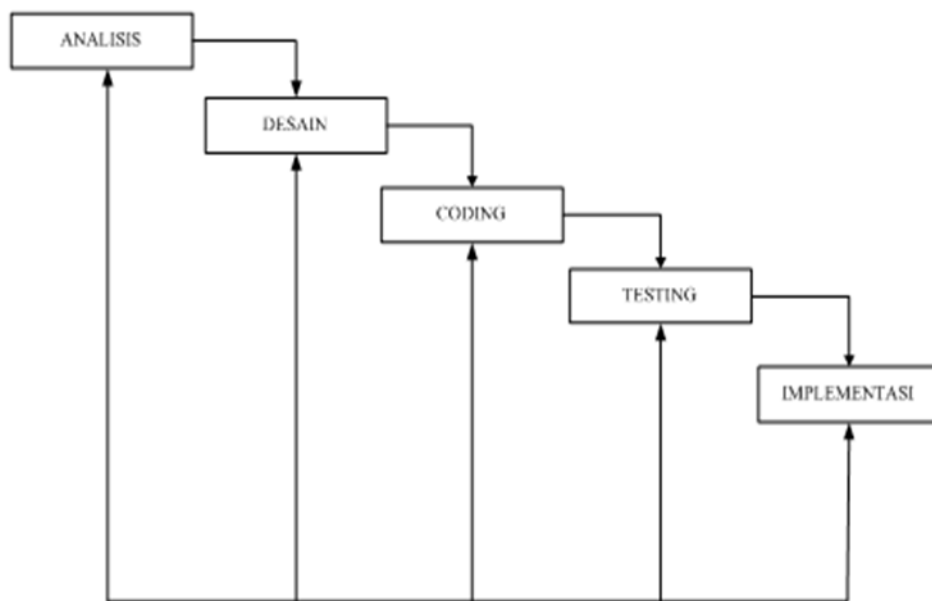 ANALISIS
DESAIN
CODING
TESTING
IMPLEMENTASI